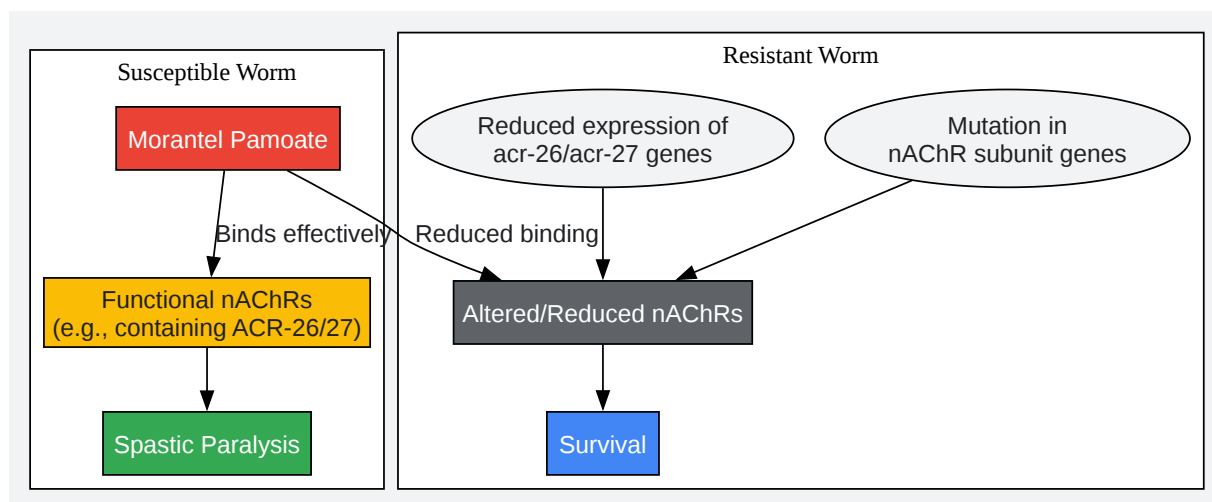 Susceptible Worm
Morantel Pamoate
Binds effectively
Functional nAChRs
(e.g., containing ACR-26/27)
Spastic Paralysis
Resistant Worm
Reduced expression of
acr-26/acr-27 genes
Mutation in
nAChR subunit genes
Reduced binding
Altered/Reduced nAChRs
Survival